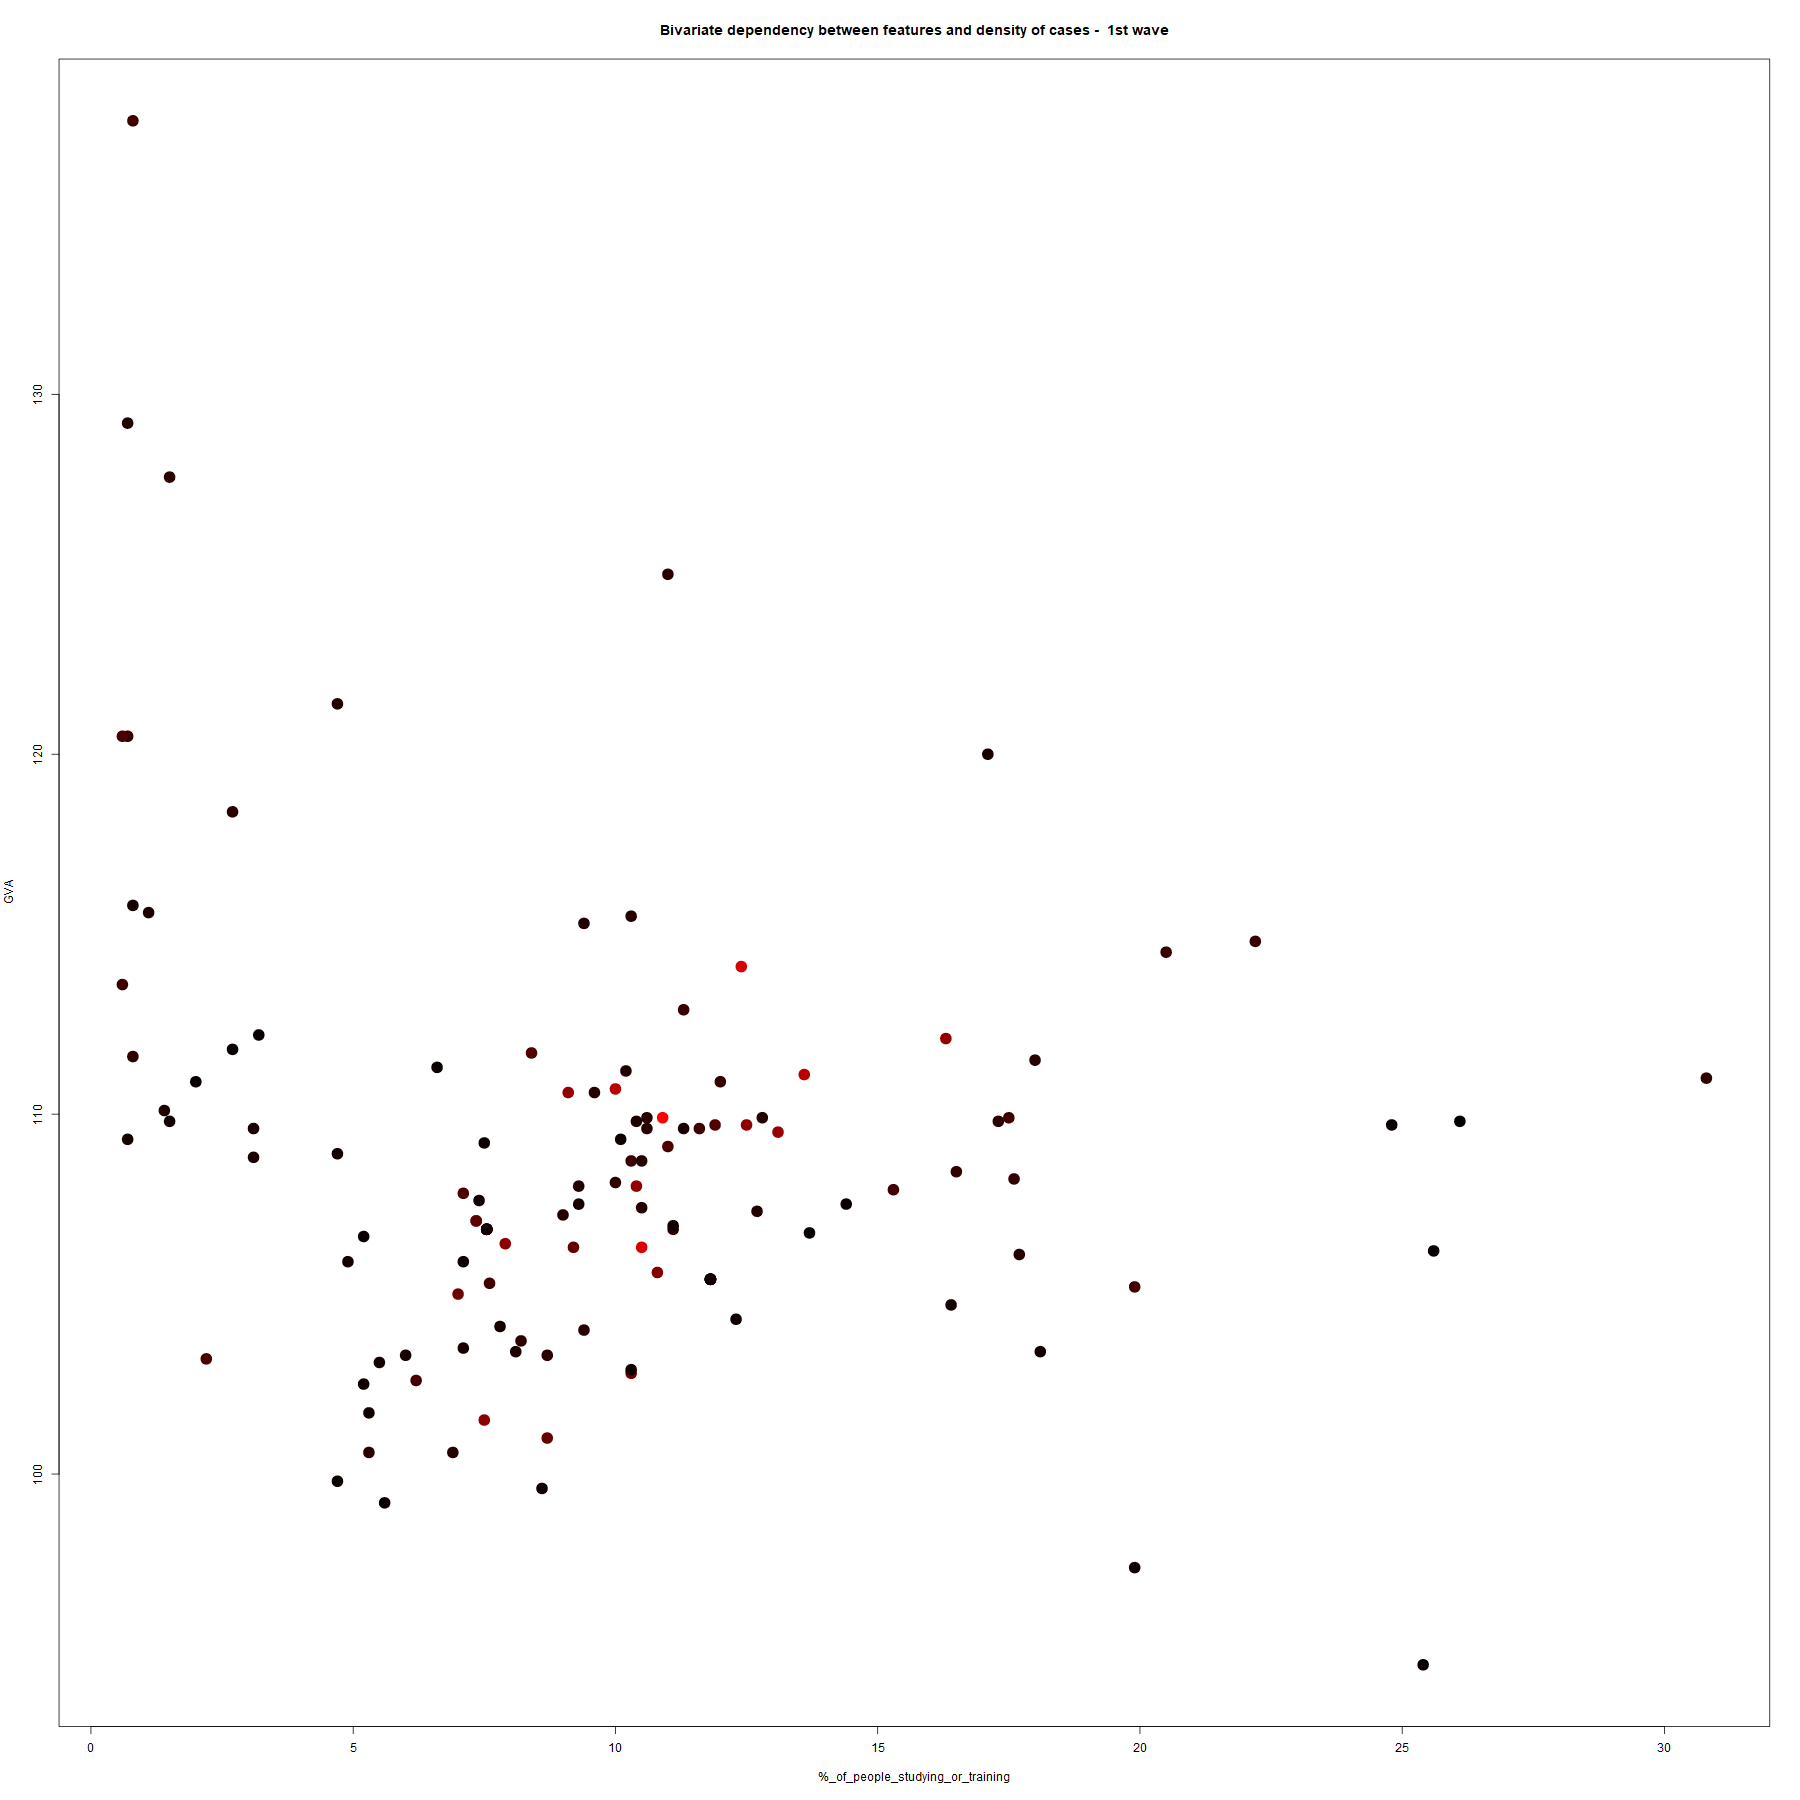 Bivariate dependency between features and density of cases -  1st wave
130
120
GVA
110
100
0 5 10 15 20 25 30
%_of_people_studying_or_training